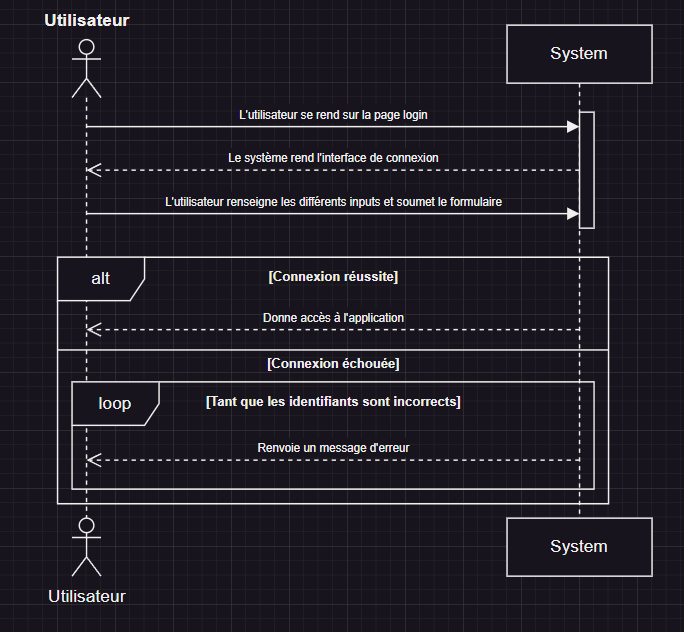 Utilisateur
System
L'utilisateur se rend sur la page login
Le système rend l'interface de connexion
L'utilisateur renseigne les différents inputs et soumet le formulaire
alt
[Connexion réussite]
Donne accès à l'application
[Connexion échouée]
loop
[Tant que les identifiants sont incorrects]
Renvoie un message d'erreur
Utilisateur
System